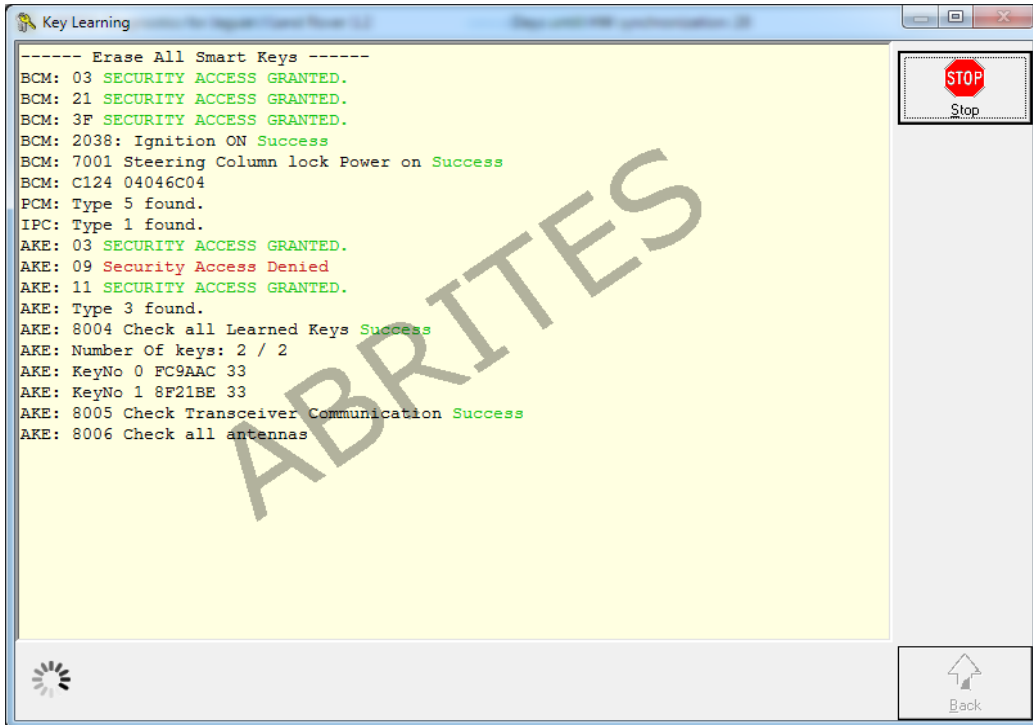 Key Learning
------ Erase All Smart Keys ------
BCM: 03 SECURITY ACCESS GRANTED.
BCM: 21 SECURITY ACCESS GRANTED.
BCM: 3F SECURITY ACCESS GRANTED.
BCM: 2038: Ignition ON Success
BCM: 7001 Steering Column lock Power on Success
BCM: C124 04046C04
PCM: Type 5 found.
IPC: Type 1 found.
AKE: 03 SECURITY ACCESS GRANTED.
AKE: 09 Security Access Denied
AKE: 11 SECURITY ACCESS GRANTED.
AKE: Type 3 found.
AKE: 8004 Check all Learned Keys Success
AKE: Number Of keys: 2 / 2
AKE: KeyNo 0 FC9AAC 33
AKE: KeyNo 1 8F21BE 33
AKE: 8005 Check Transceiver Communication Success
AKE: 8006 Check all antennas
ABRITES
STOP
Stop
Back